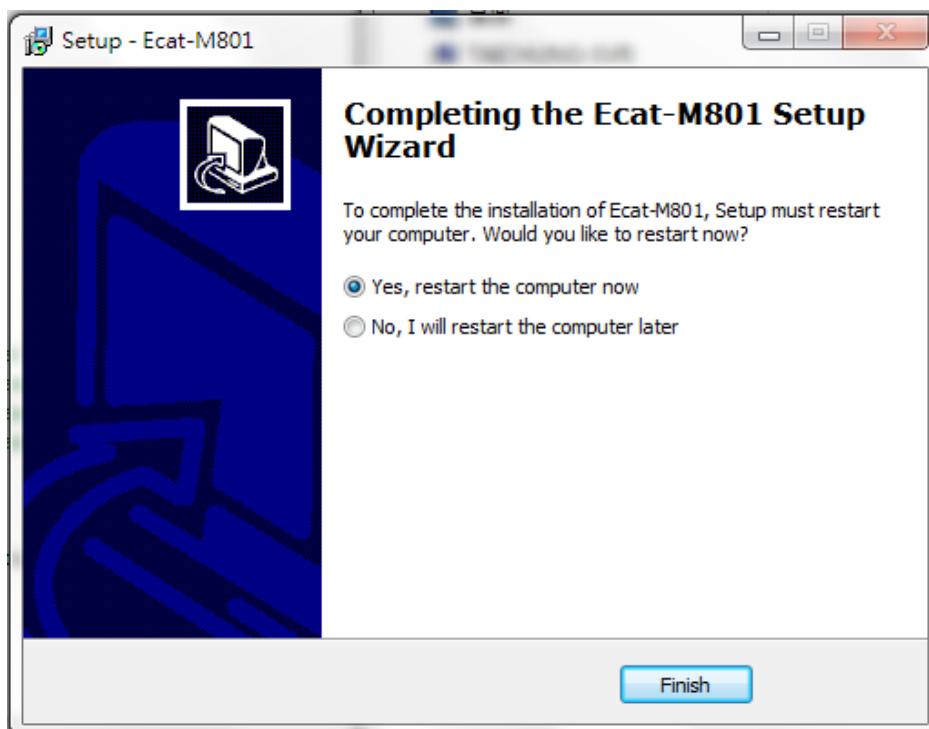 Setup - Ecat-M801
Completing the Ecat-M801 Setup
Wizard
To complete the installation of Ecat-M801, Setup must restart
your computer. Would you like to restart now?
Yes, restart the computer now
No, I will restart the computer later
Finish